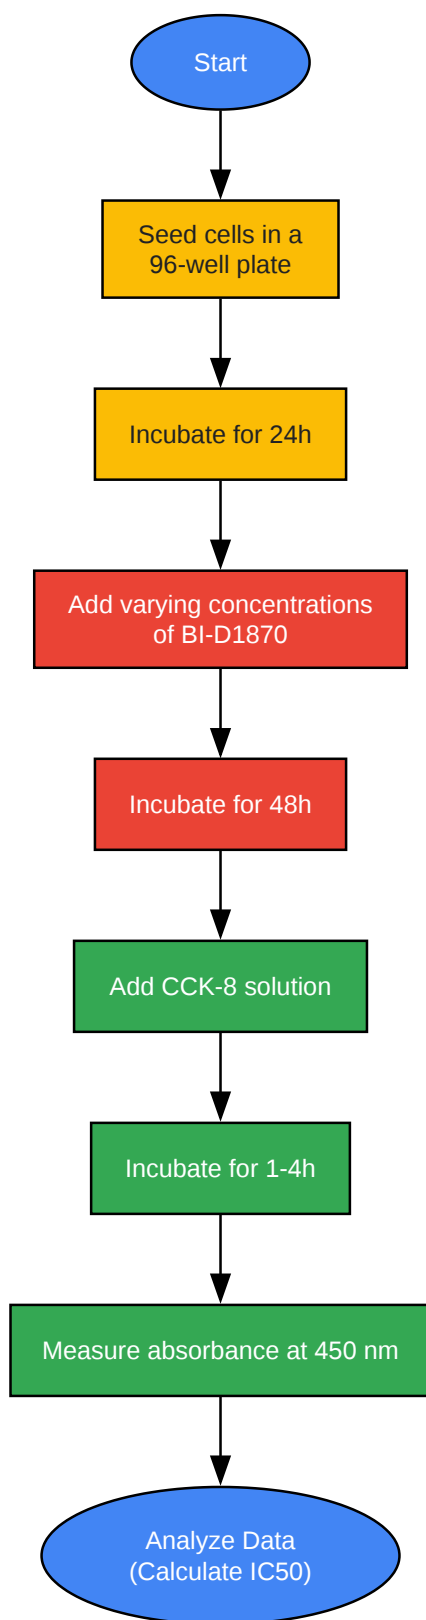 Start
Seed cells in a
96-well plate
Incubate for 24h
Add varying concentrations
of BI-D1870
Incubate for 48h
Add CCK-8 solution
Incubate for 1-4h
Measure absorbance at 450 nm
Analyze Data
(Calculate IC50)